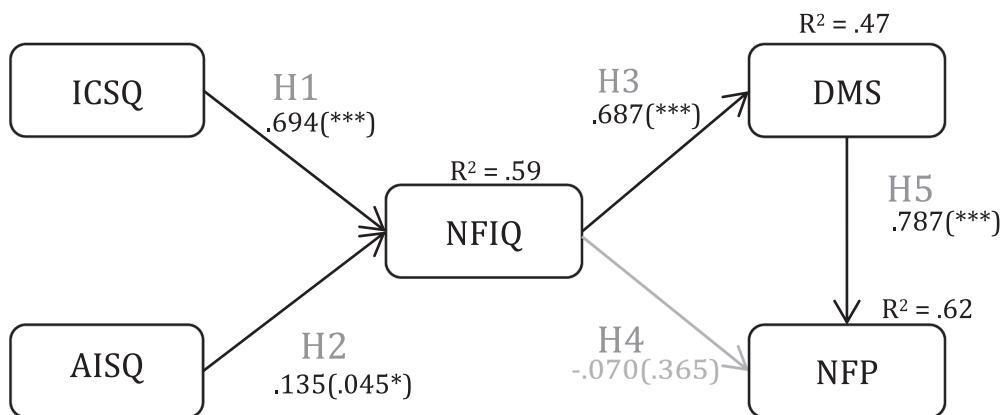 R² = .47
ICSQ
H1
.694(***)
H3
.687(***)
DMS
R² = .59
NFIQ
H5
.787(***)
AISQ
H2
.135(.045*)
H4
-.070(.365)
R² = .62
NFP